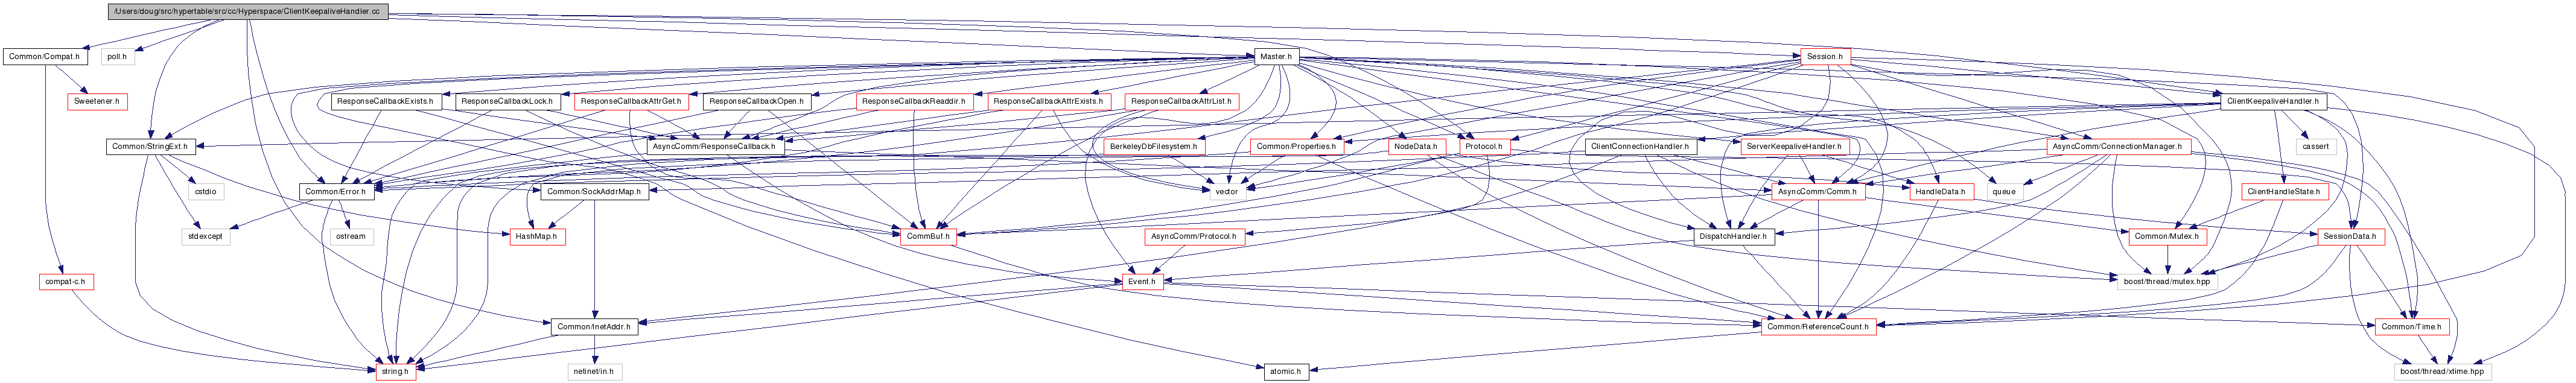 /Users/doug/src/hypertable/src/cc/Hyperspace/ClientKeepaliveHandler.cc
Common/Compat.h
poll.h
Master.h
Session.h
Sweetener.h
ResponseCallbackExists.h
ResponseCallbackLock.h
ResponseCallbackAttrGet.h
ResponseCallbackOpen.h
ResponseCallbackReaddir.h
ResponseCallbackAttrExists.h
ResponseCallbackAttrList.h
ClientKeepaliveHandler.h
Common/StringExt.h
AsyncComm/ResponseCallback.h
BerkeleyDbFilesystem.h
Common/Properties.h
NodeData.h
Protocol.h
ClientConnectionHandler.h
ServerKeepaliveHandler.h
AsyncComm/ConnectionManager.h
cassert
cstdio
Common/Error.h
Common/SockAddrMap.h
vector
AsyncComm/Comm.h
HandleData.h
queue
ClientHandleState.h
stdexcept
ostream
HashMap.h
CommBuf.h
AsyncComm/Protocol.h
DispatchHandler.h
Common/Mutex.h
SessionData.h
compat-c.h
Event.h
boost/thread/mutex.hpp
Common/InetAddr.h
Common/ReferenceCount.h
Common/Time.h
string.h
netinet/in.h
atomic.h
boost/thread/xtime.hpp